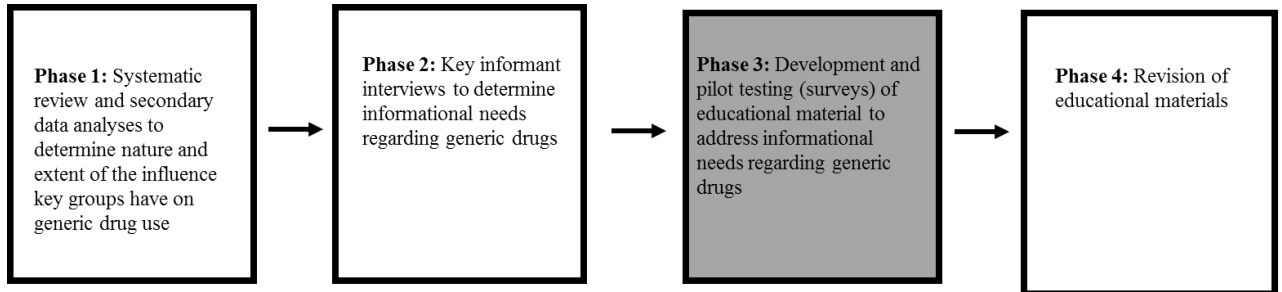 Phase 1: Systematic
review and secondary
data analyses to
determine nature and
extent of the influence
key groups have on
generic drug use
Phase 2: Key informant
interviews to determine
informational needs
regarding generic drugs
Phase 3: Development and
pilot testing (surveys) of
educational material to
address informational
needs regarding generic
drugs
Phase 4: Revision of
educational materials